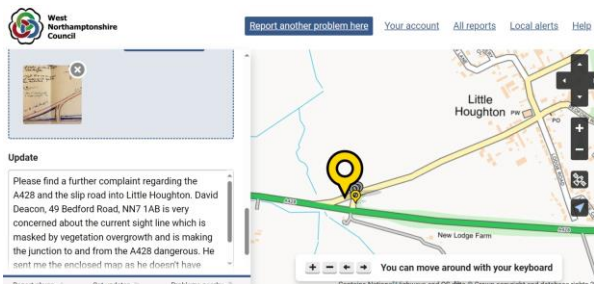 West
Northamptonshire
Council
Report another problem here
Your account
All reports
Local alerts
Help
Update
Please find a further complaint regarding the
A428 and the slip road into Little Houghton. David
Deacon, 49 Bedford Road, NN7 1AB is very
concerned about the current sight line which is
masked by vegetation overgrowth and is making
the junction to and from the A428 dangerous. He
sent me the enclosed map as he doesn't have
Little
Houghton
PW
PO
A428
New Lodge Farm
A428
You can move around with your keyboard